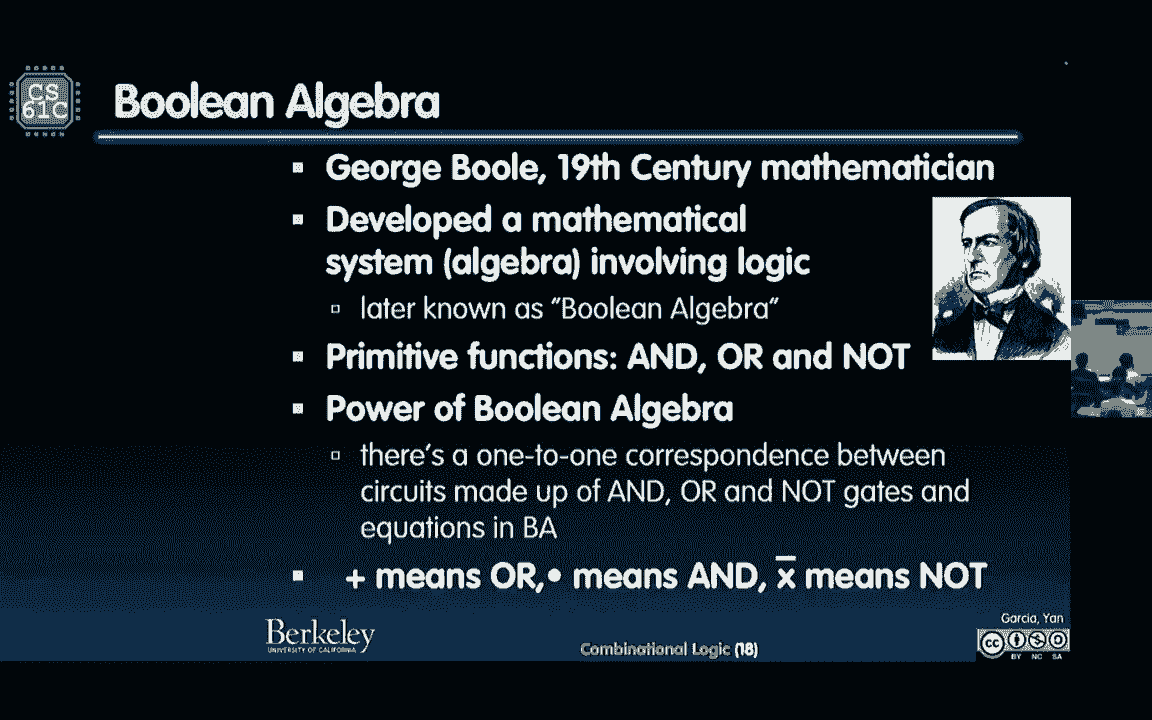 CS
61C
Boolean Algebra
George Boole, 19th Century mathematician
Developed a mathematical
system (algebra) involving logic
later known as "Boolean Algebra"
Primitive functions: AND, OR and NOT
Power of Boolean Algebra
there's a one-to-one correspondence between
circuits made up of AND, OR and NOT gates and
equations in BA
+ means OR,• means AND, x̅ means NOT
Garcia, Yan
Berkeley
UNIVERSITY OF CALIFORNIA
Combinational Logic (18)
cc
BY NC SA